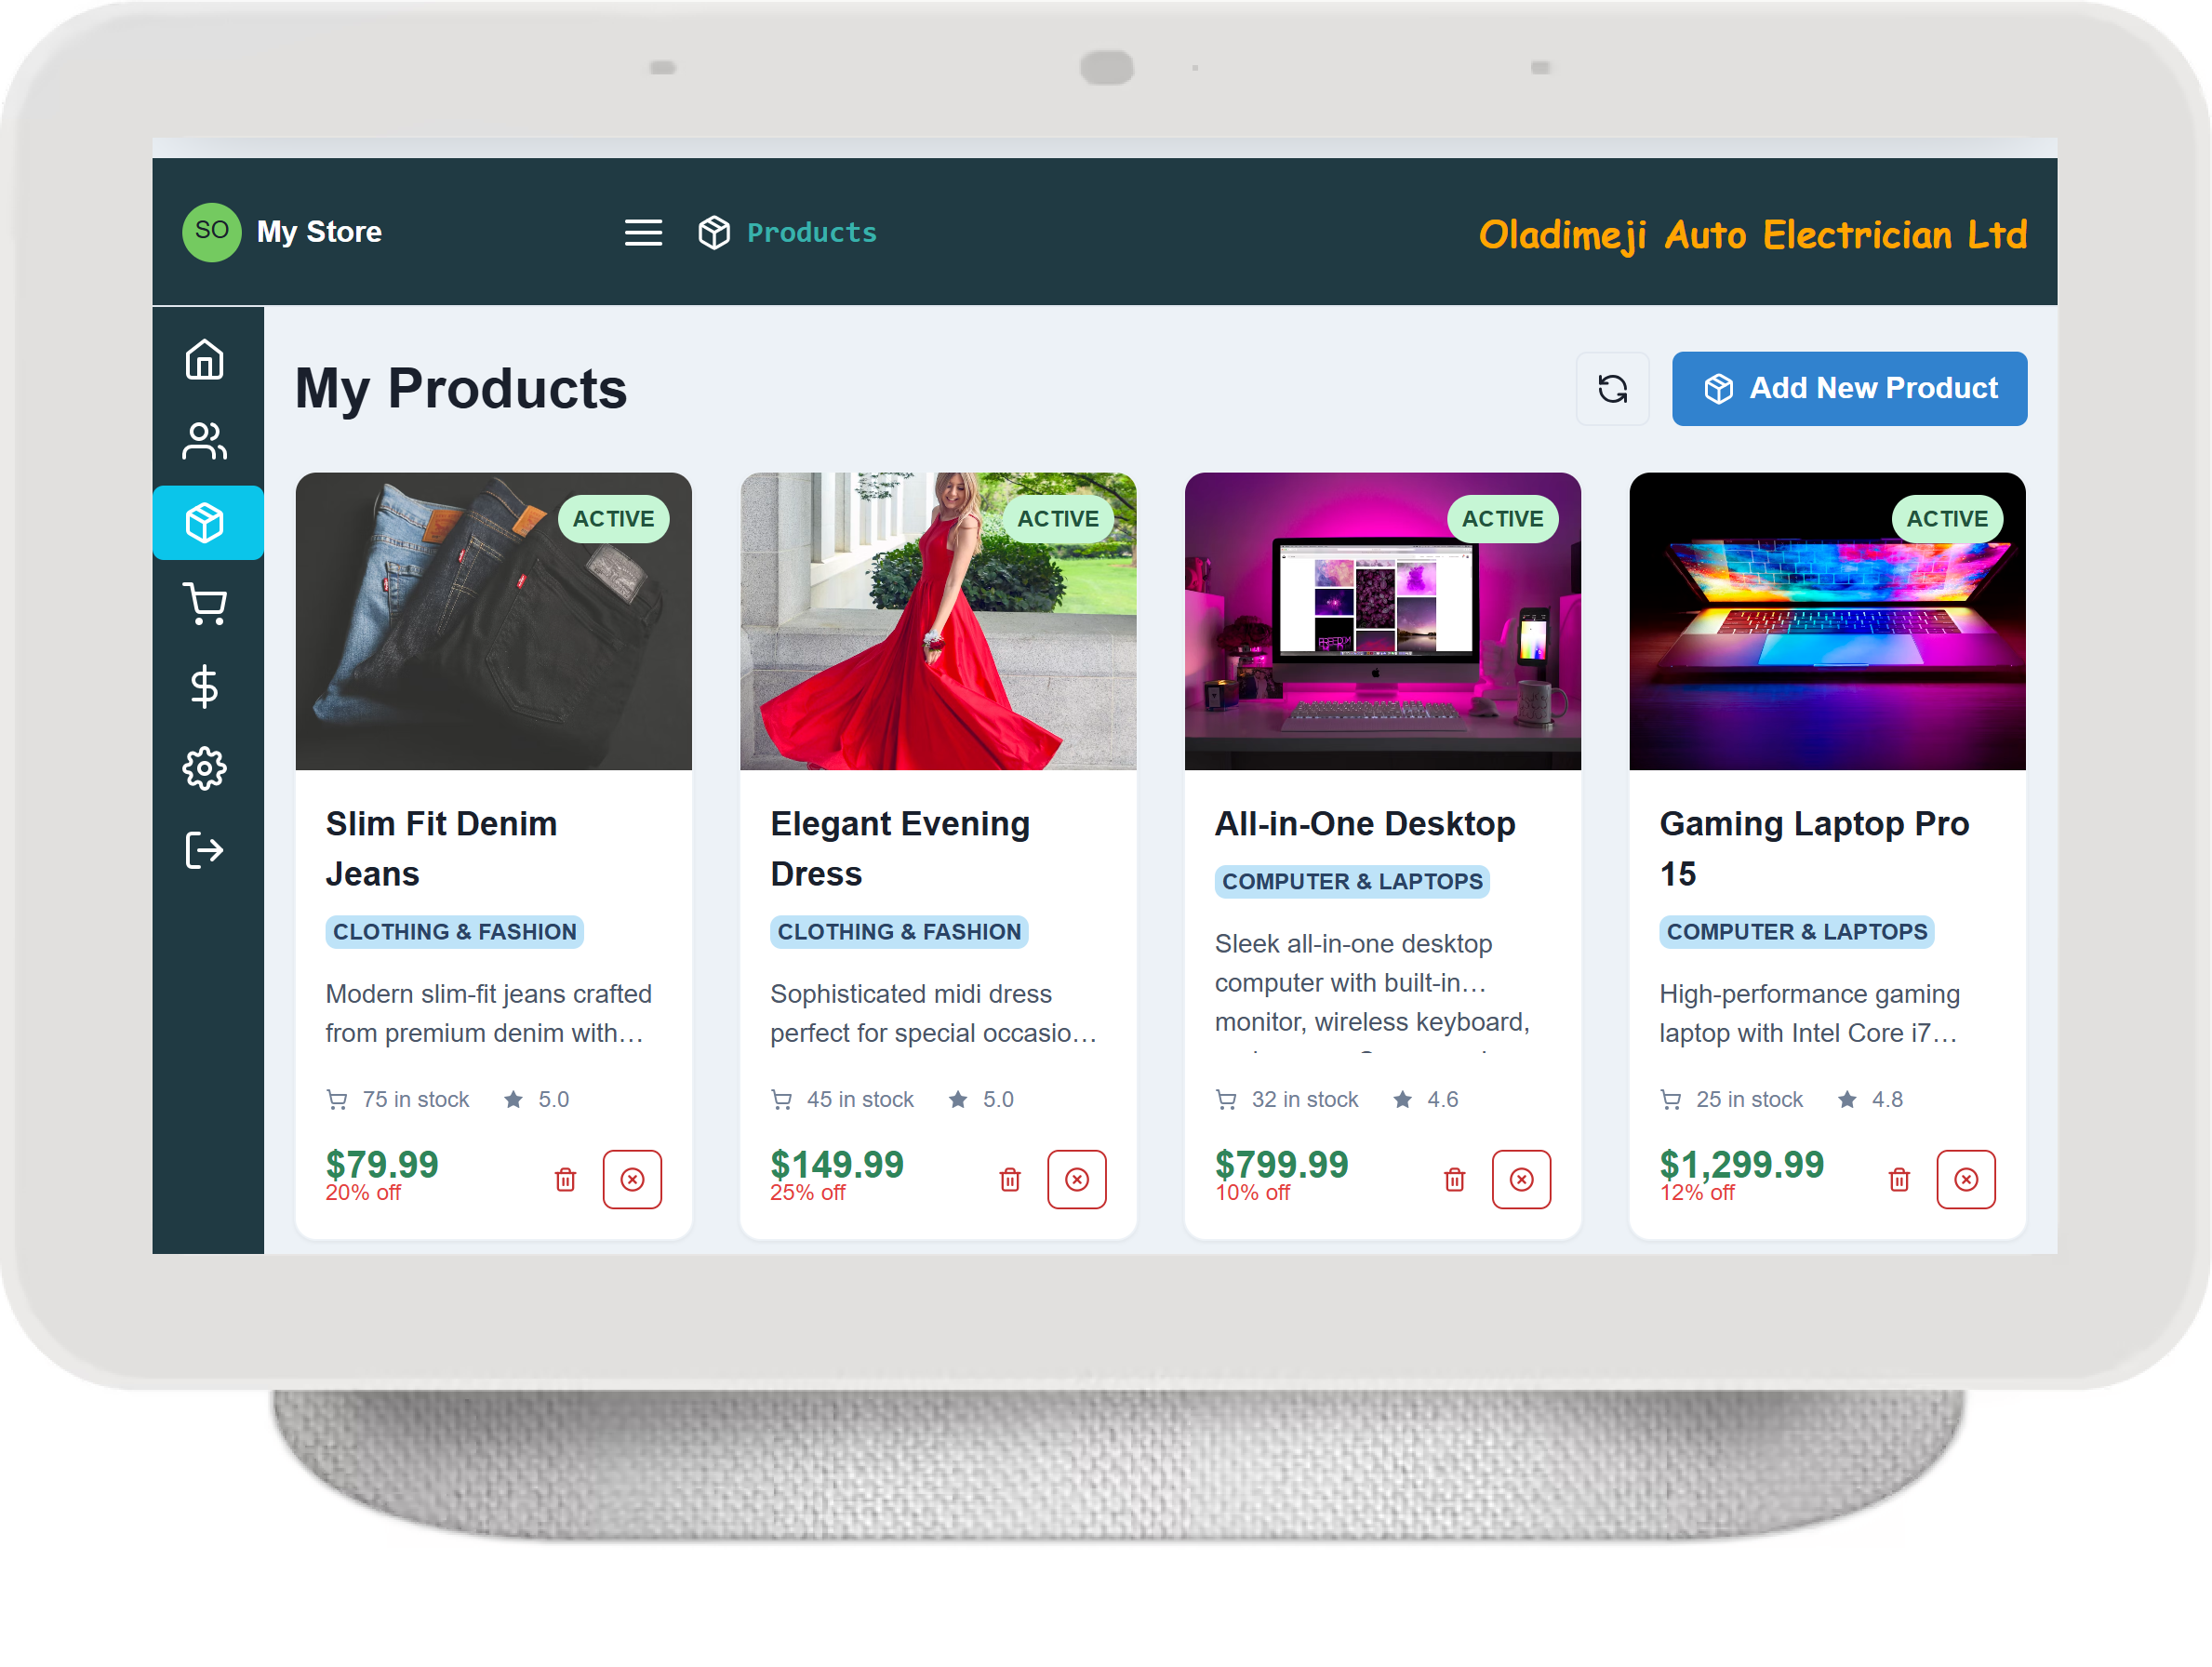 SO My Store
Products
Oladimeji Auto Electrician Ltd
My Products
Add New Product
ACTIVE
Slim Fit Denim
Jeans
CLOTHING & FASHION
Modern slim-fit jeans crafted
from premium denim with…
75 in stock 5.0
$79.99
20% off
ACTIVE
Elegant Evening
Dress
CLOTHING & FASHION
Sophisticated midi dress
perfect for special occasio…
45 in stock 5.0
$149.99
25% off
ACTIVE
All-in-One Desktop
COMPUTER & LAPTOPS
Sleek all-in-one desktop
computer with built-in…
monitor, wireless keyboard,
32 in stock 4.6
$799.99
10% off
ACTIVE
Gaming Laptop Pro
15
COMPUTER & LAPTOPS
High-performance gaming
laptop with Intel Core i7…
25 in stock 4.8
$1,299.99
12% off